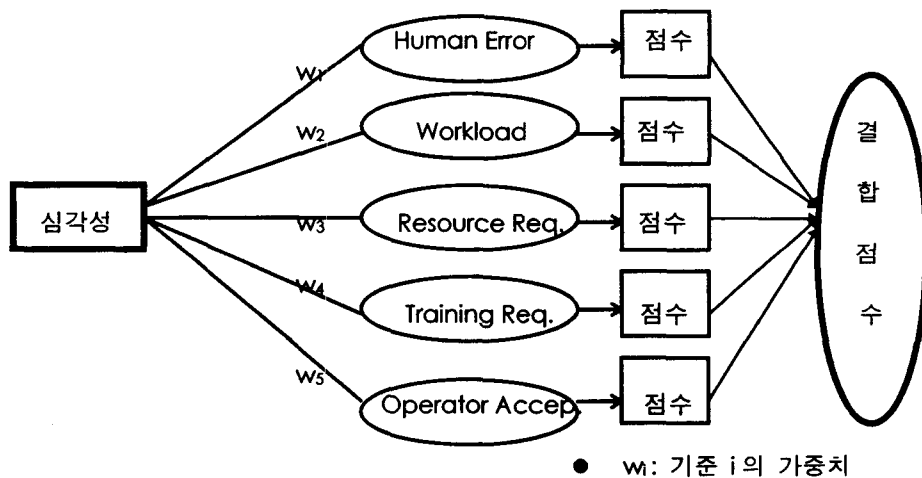 Human Error
점수
w₁
Workload
점수
w₂
심각성
w₃
Resource Req.
점수
w₄
Training Req.
점수
w₅
Operator Accep.
점수
결
합
점
수
● wᵢ: 기준 i의 가중치